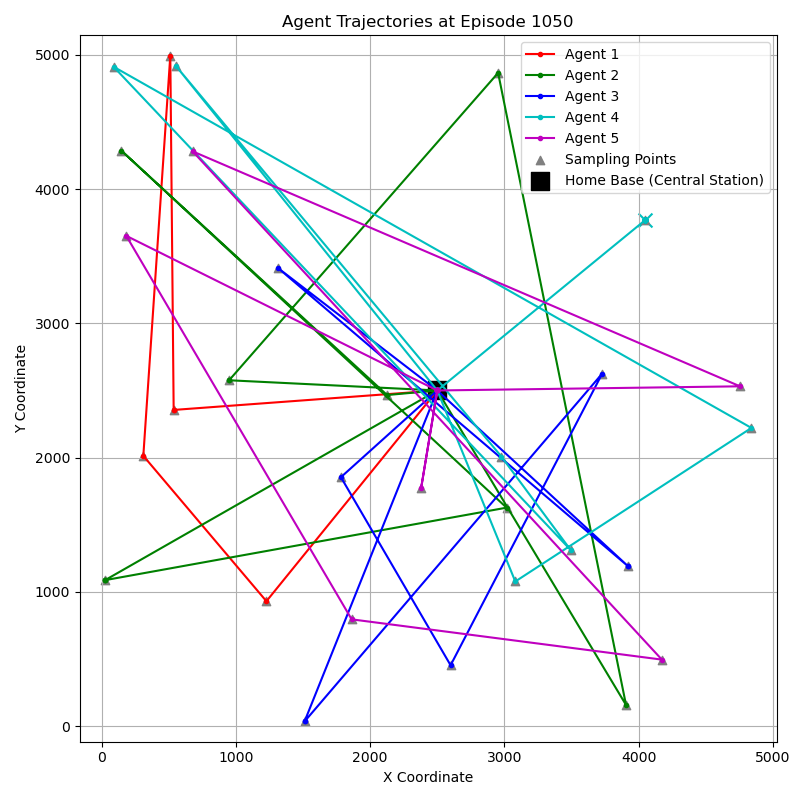 Agent Trajectories at Episode 1050
Agent 1
Agent 2
Agent 3
Agent 4
Agent 5
Sampling Points
Home Base (Central Station)
Y Coordinate
5000
4000
3000
2000
1000
0
0 1000 2000 3000 4000 5000
X Coordinate